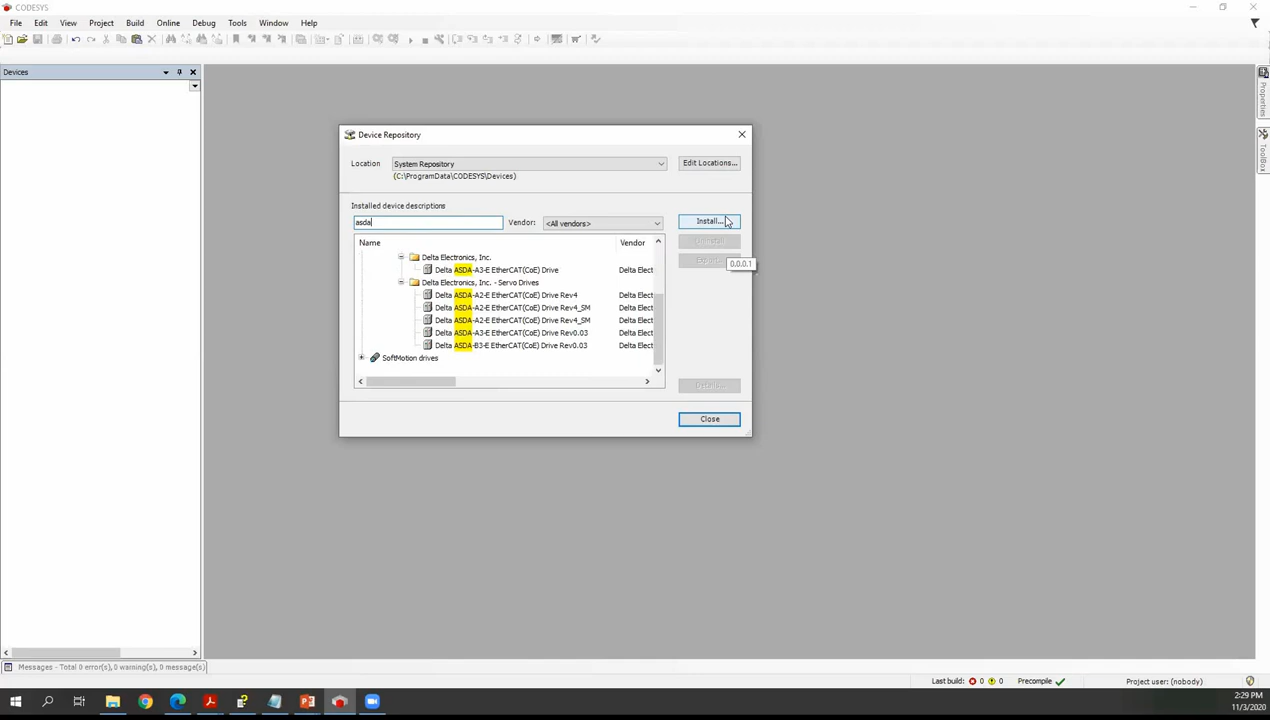 CODESYS
File Edit View Project Build Online Debug Tools Window Help
Devices
Properties
ToolBox
Device Repository
Location System Repository Edit Locations...
(C:\ProgramData\CODESYS\Devices)
Installed device descriptions
asda Vendor: <All vendors> Install...
Name Vendor Uninstall
Delta Electronics, Inc. Export...
0.0.0.1
Delta ASDA-A3-E EtherCAT(CoE) Drive Delta Elect
Delta Electronics, Inc. - Servo Drives
Delta ASDA-A2-E EtherCAT(CoE) Drive Rev4 Delta Elect
Delta ASDA-A2-E EtherCAT(CoE) Drive Rev4_SM Delta Elect
Delta ASDA-A2-E EtherCAT(CoE) Drive Rev4_SM Delta Elect
Delta ASDA-A3-E EtherCAT(CoE) Drive Rev0.03 Delta Elect
Delta ASDA-B3-E EtherCAT(CoE) Drive Rev0.03 Delta Elect
SoftMotion drives
Details...
Close
Messages - Total 0 error(s), 0 warning(s), 0 message(s)
Last build: 0 0 Precompile Project user: (nobody)
2:29 PM
11/3/2020